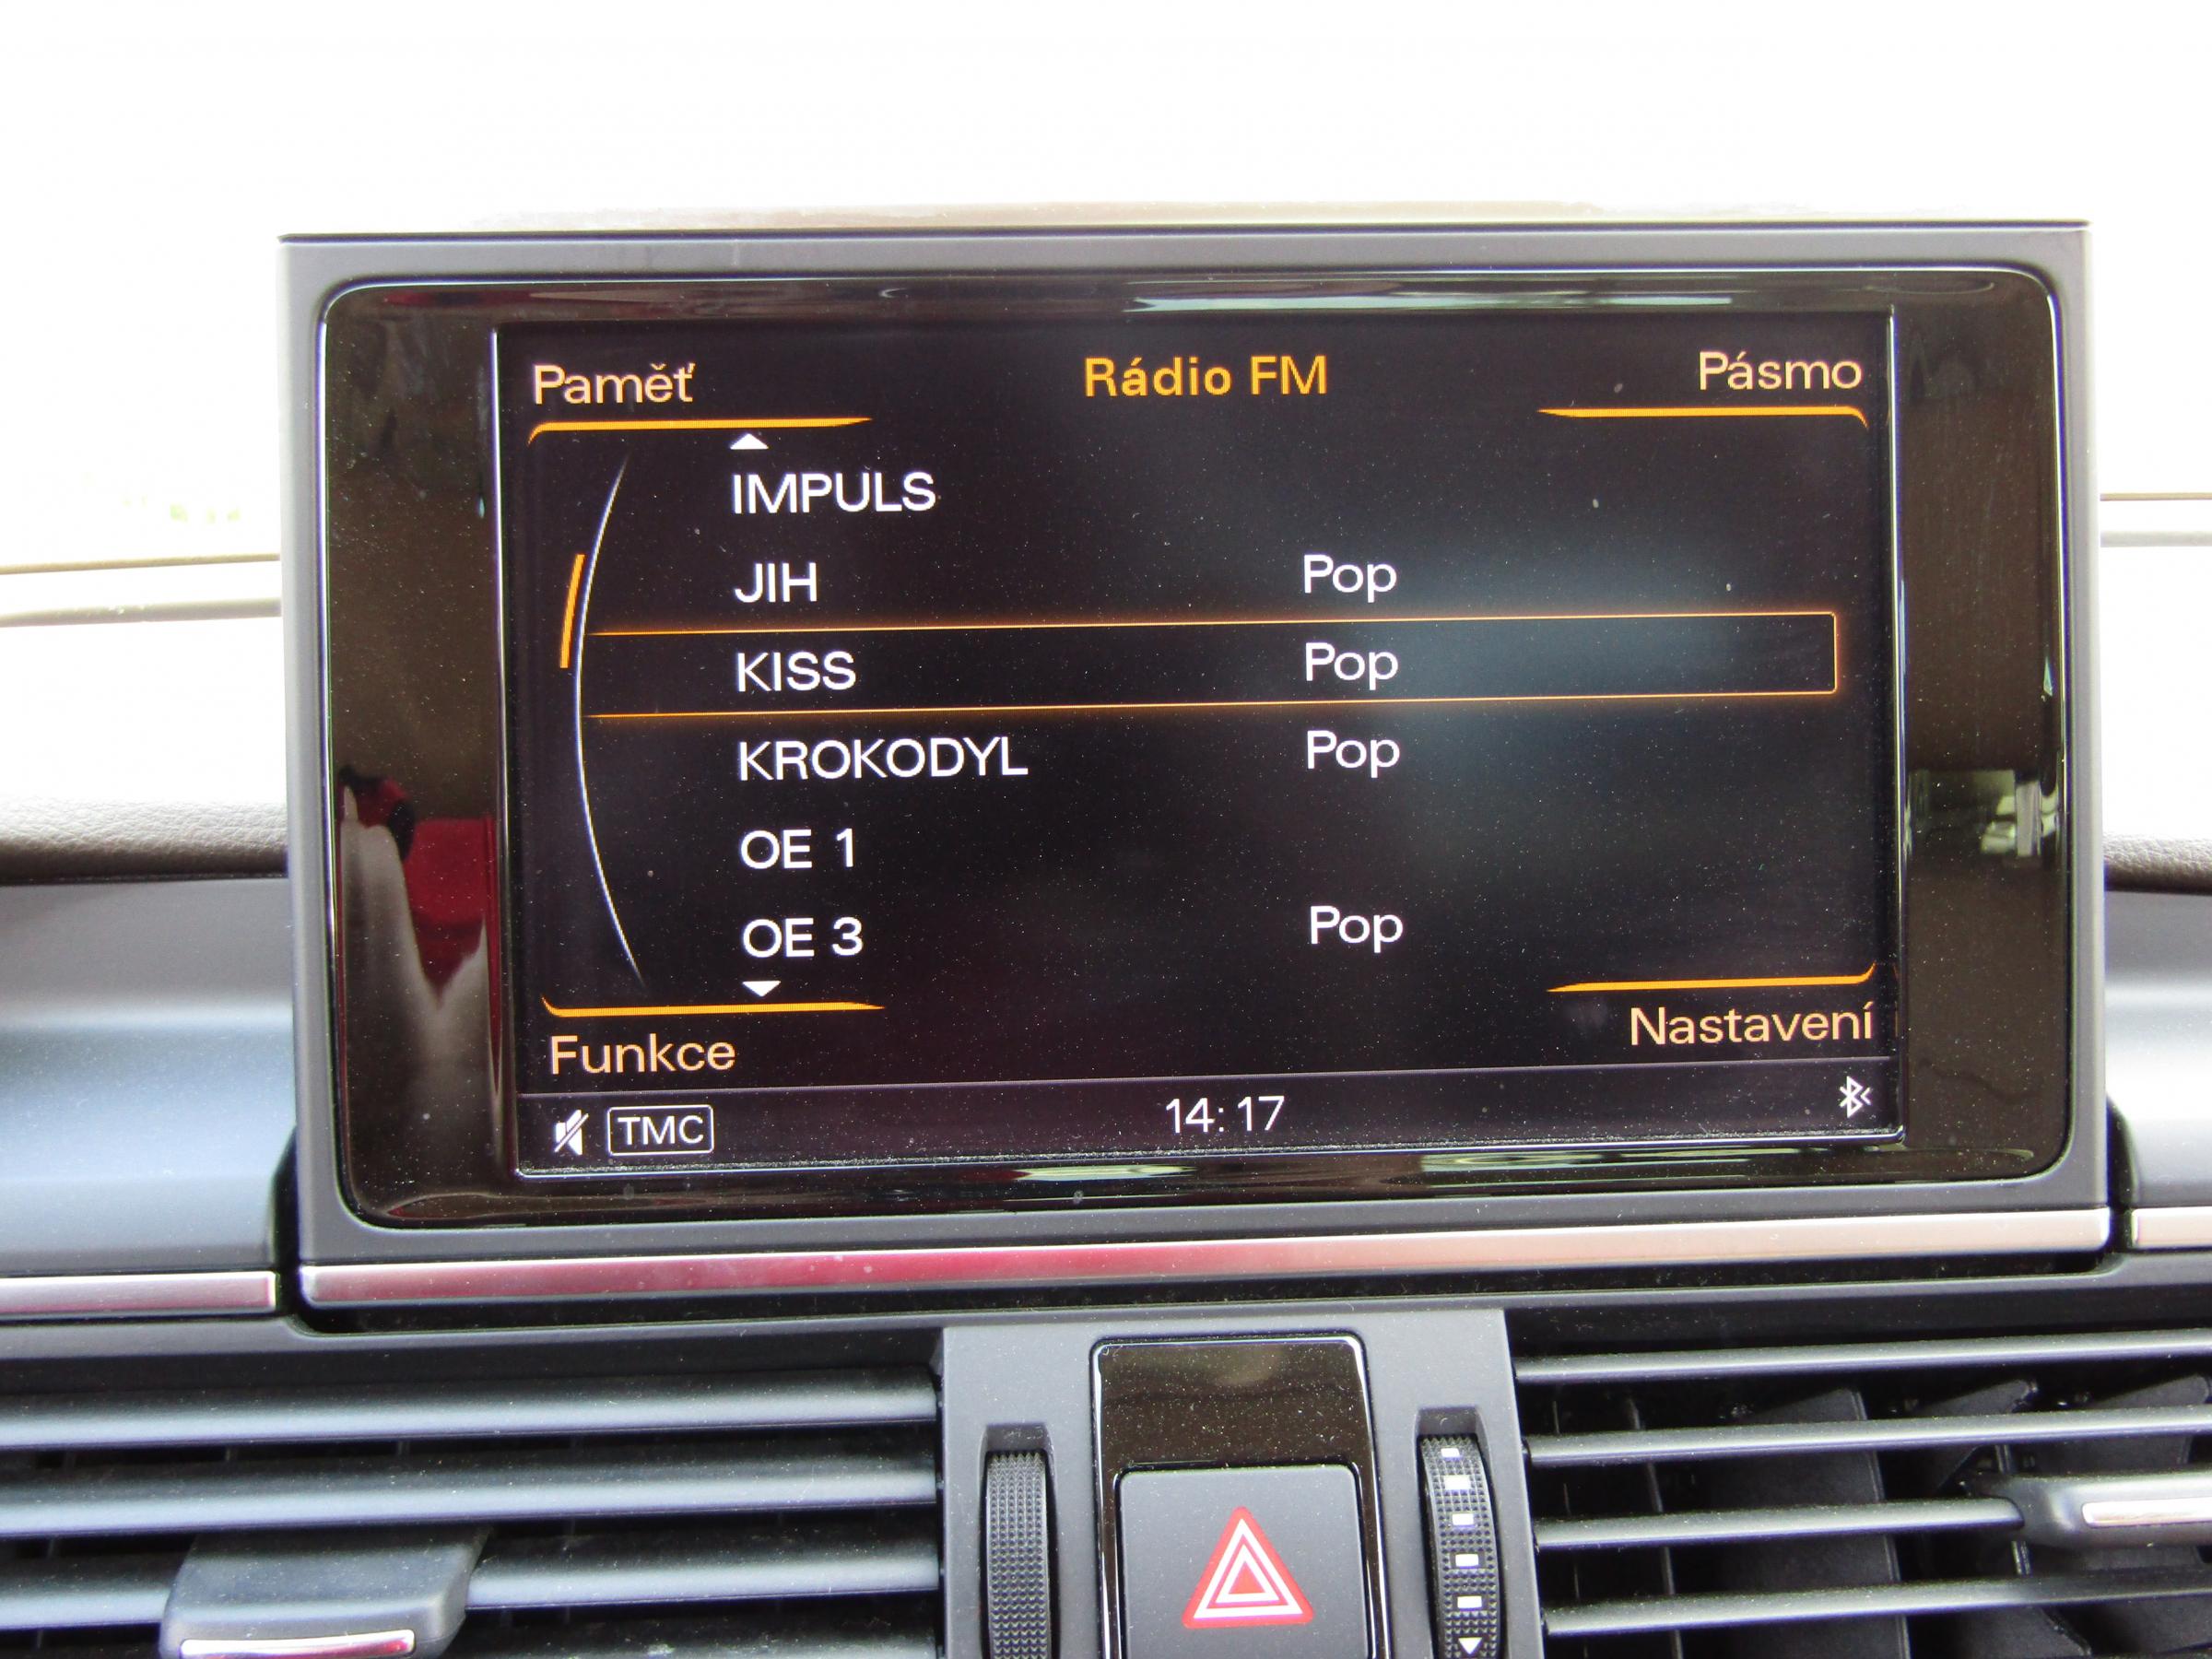 Paměť Rádio FM Pásmo
IMPULS
JIH Pop
KISS Pop
KROKODYL Pop
OE 1
OE 3 Pop
Funkce Nastavení
TMC 14:17